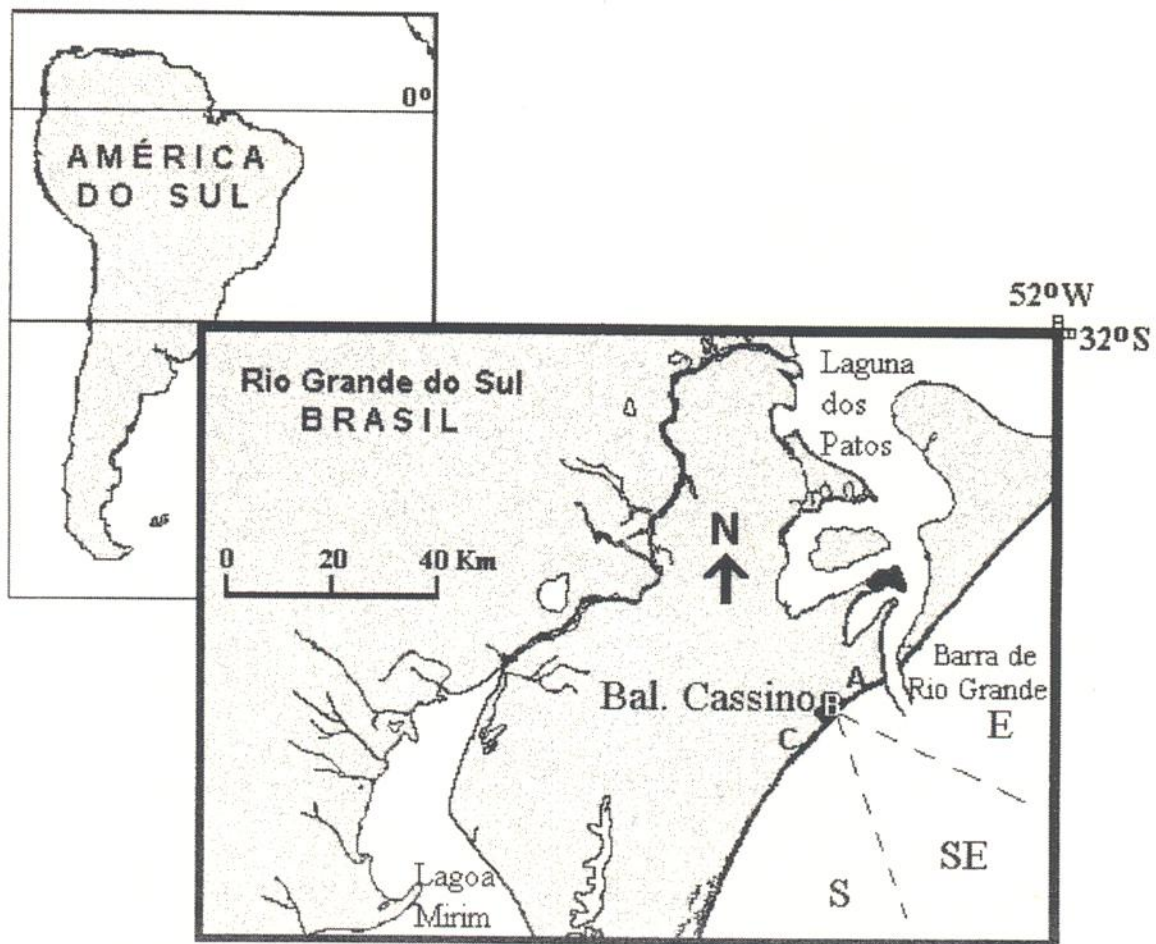 0º
AMÉRICA
DO SUL
52ºW
32ºS
Rio Grande do Sul
BRASIL
Laguna
dos
Patos
N
0 20 40 Km
Barra de
Rio Grande
A
Bal. Cassino
B
C
E
SE
S
Lagoa
Mirim